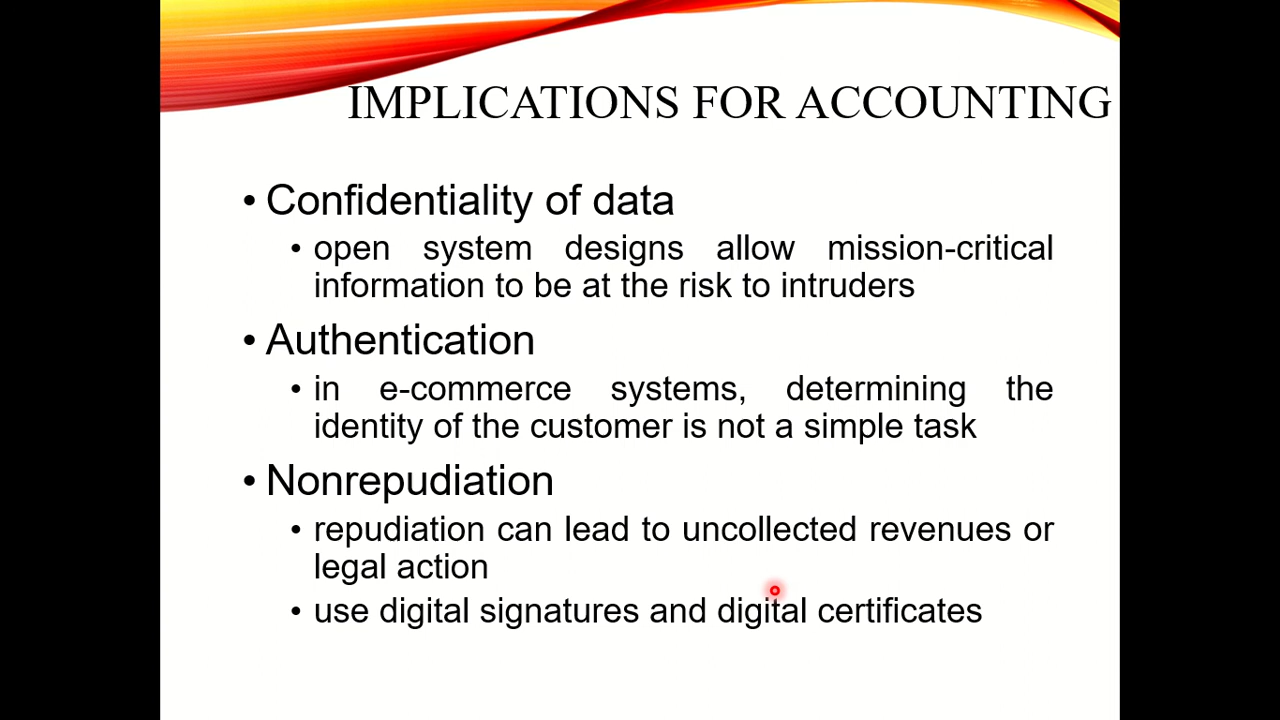 IMPLICATIONS FOR ACCOUNTING
• Confidentiality of data
• open system designs allow mission-critical
information to be at the risk to intruders
• Authentication
• in e-commerce systems, determining the
identity of the customer is not a simple task
• Nonrepudiation
• repudiation can lead to uncollected revenues or
legal action
• use digital signatures and digital certificates